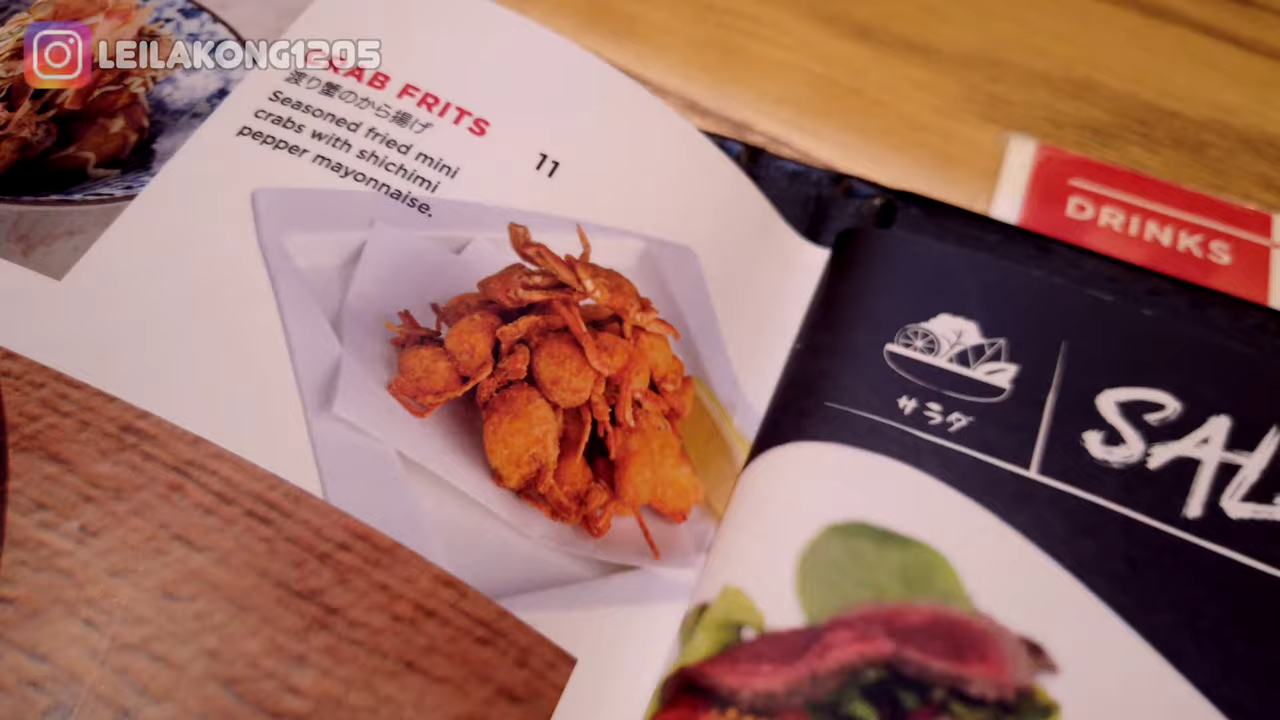 LEILAKONG1205
CRAB FRITS
渡り蟹のから揚げ
Seasoned fried mini
crabs with shichimi
pepper mayonnaise.
11
DRINKS
サラダ
SAL